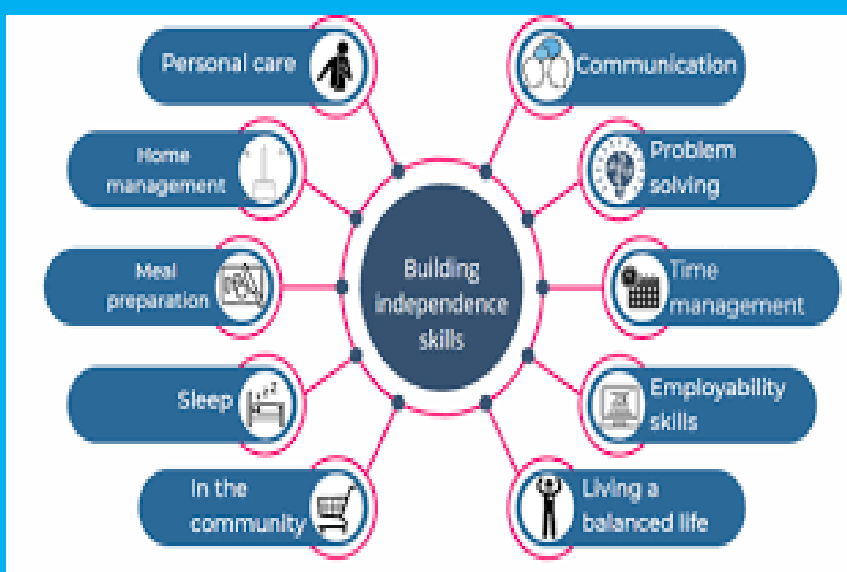 Personal care
Home
management
Meal
preparation
Sleep
In the
community
Building
independence
skills
Communication
Problem
solving
Time
management
Employability
skills
Living a
balanced life